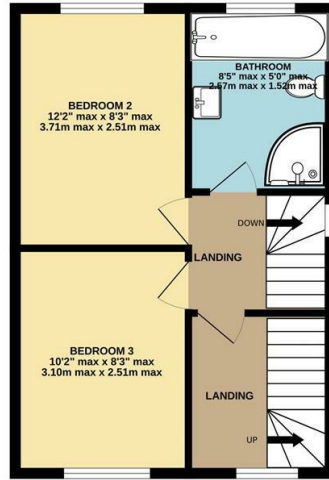 BATHROOM
8'5" max x 5'0" max
2.57m max x 1.52m max
BEDROOM 2
12'2" max x 8'3" max
3.71m max x 2.51m max
DOWN
LANDING
BEDROOM 3
10'2" max x 8'3" max
3.10m max x 2.51m max
LANDING
UP